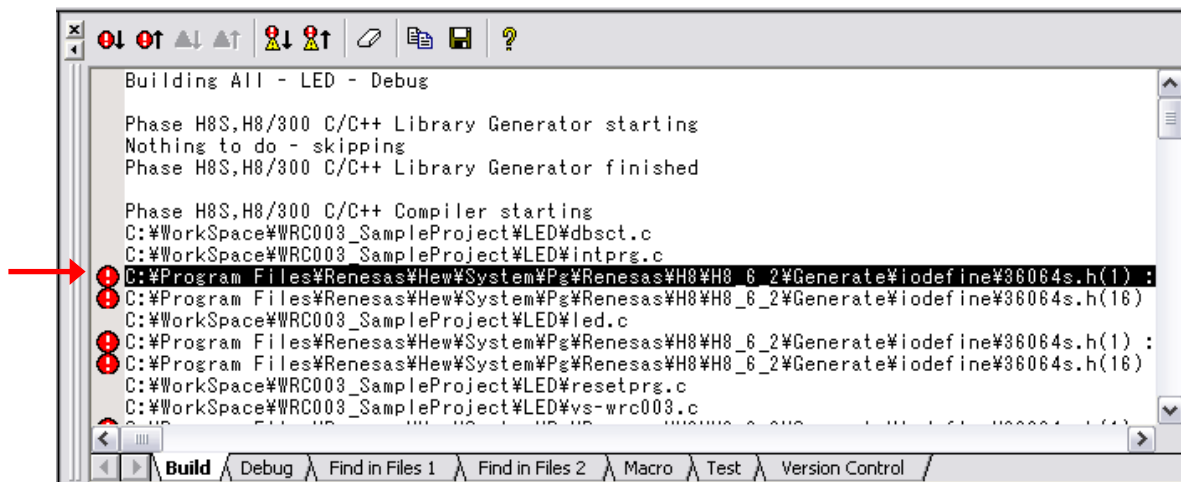 Building All - LED - Debug
Phase H8S,H8/300 C/C++ Library Generator starting
Nothing to do - skipping
Phase H8S,H8/300 C/C++ Library Generator finished
Phase H8S,H8/300 C/C++ Compiler starting
C:¥WorkSpace¥WRC003_SampleProject¥LED¥dbsct.c
C:¥WorkSpace¥WRC003_SampleProject¥LED¥intprg.c
C:¥Program Files¥Renesas¥Hew¥System¥Pg¥Renesas¥H8¥H8_6_2¥Generate¥iodefine¥36064s.h(1) :
C:¥Program Files¥Renesas¥Hew¥System¥Pg¥Renesas¥H8¥H8_6_2¥Generate¥iodefine¥36064s.h(16)
C:¥WorkSpace¥WRC003_SampleProject¥LED¥led.c
C:¥Program Files¥Renesas¥Hew¥System¥Pg¥Renesas¥H8¥H8_6_2¥Generate¥iodefine¥36064s.h(1) :
C:¥Program Files¥Renesas¥Hew¥System¥Pg¥Renesas¥H8¥H8_6_2¥Generate¥iodefine¥36064s.h(16)
C:¥WorkSpace¥WRC003_SampleProject¥LED¥resetprg.c
C:¥WorkSpace¥WRC003_SampleProject¥LED¥vs-wrc003.c
Build Debug Find in Files 1 Find in Files 2 Macro Test Version Control